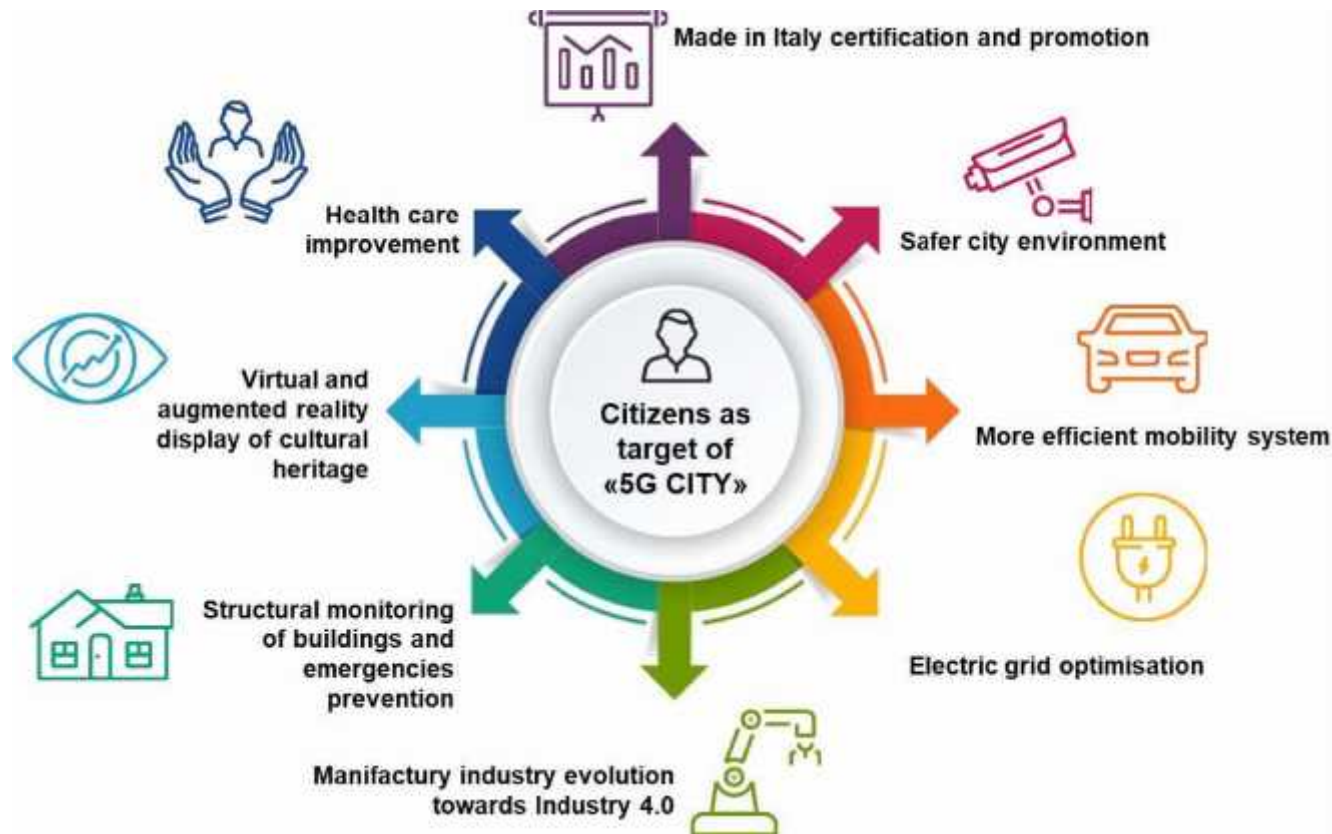 Made in Italy certification and promotion
Health care
improvement
Safer city environment
Citizens as
target of
«5G CITY»
Virtual and
augmented reality
display of cultural
heritage
More efficient mobility system
Structural monitoring
of buildings and
emergencies
prevention
Electric grid optimisation
Manifactury industry evolution
towards Industry 4.0